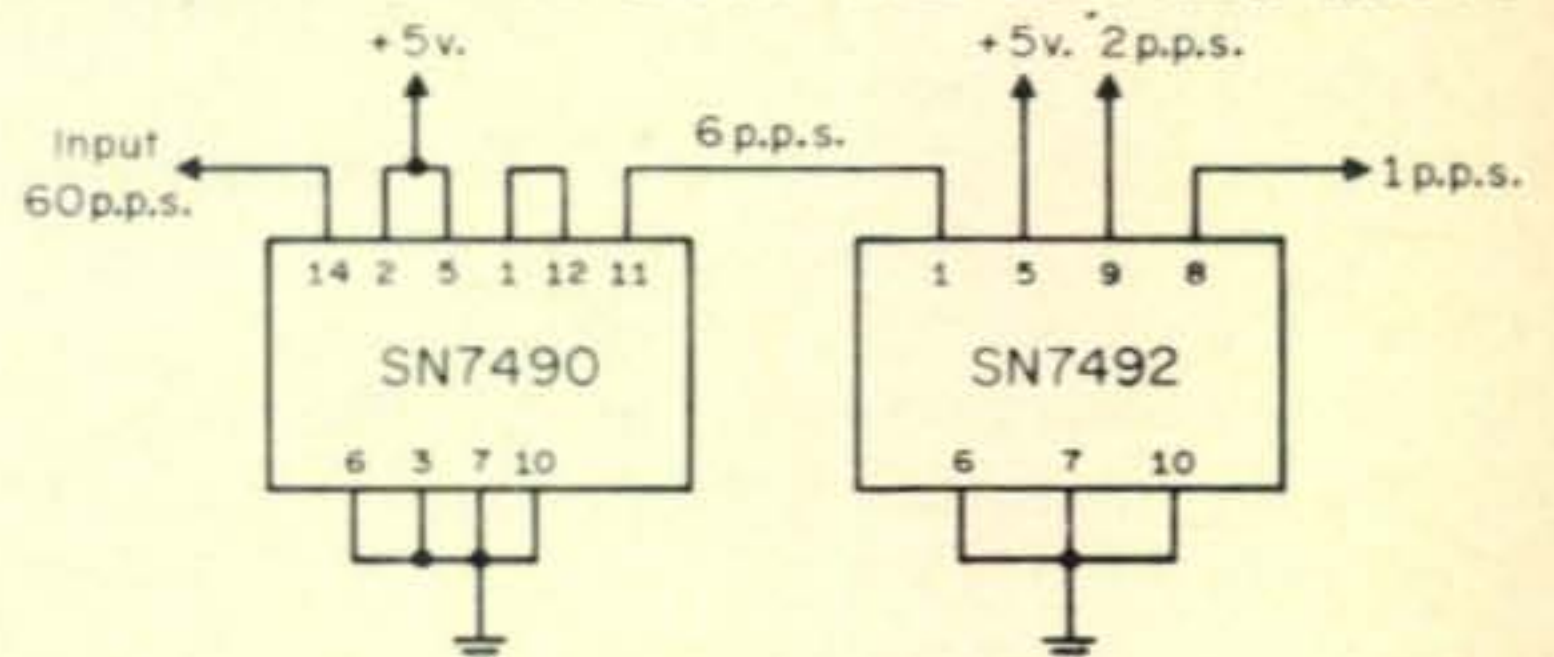 +5v.
+5v. 2 p.p.s.
Input
60 p.p.s.
6 p.p.s.
1 p.p.s.
14 2 5 1 12 11
1 5 9 8
SN7490
SN7492
6 3 7 10
6 7 10